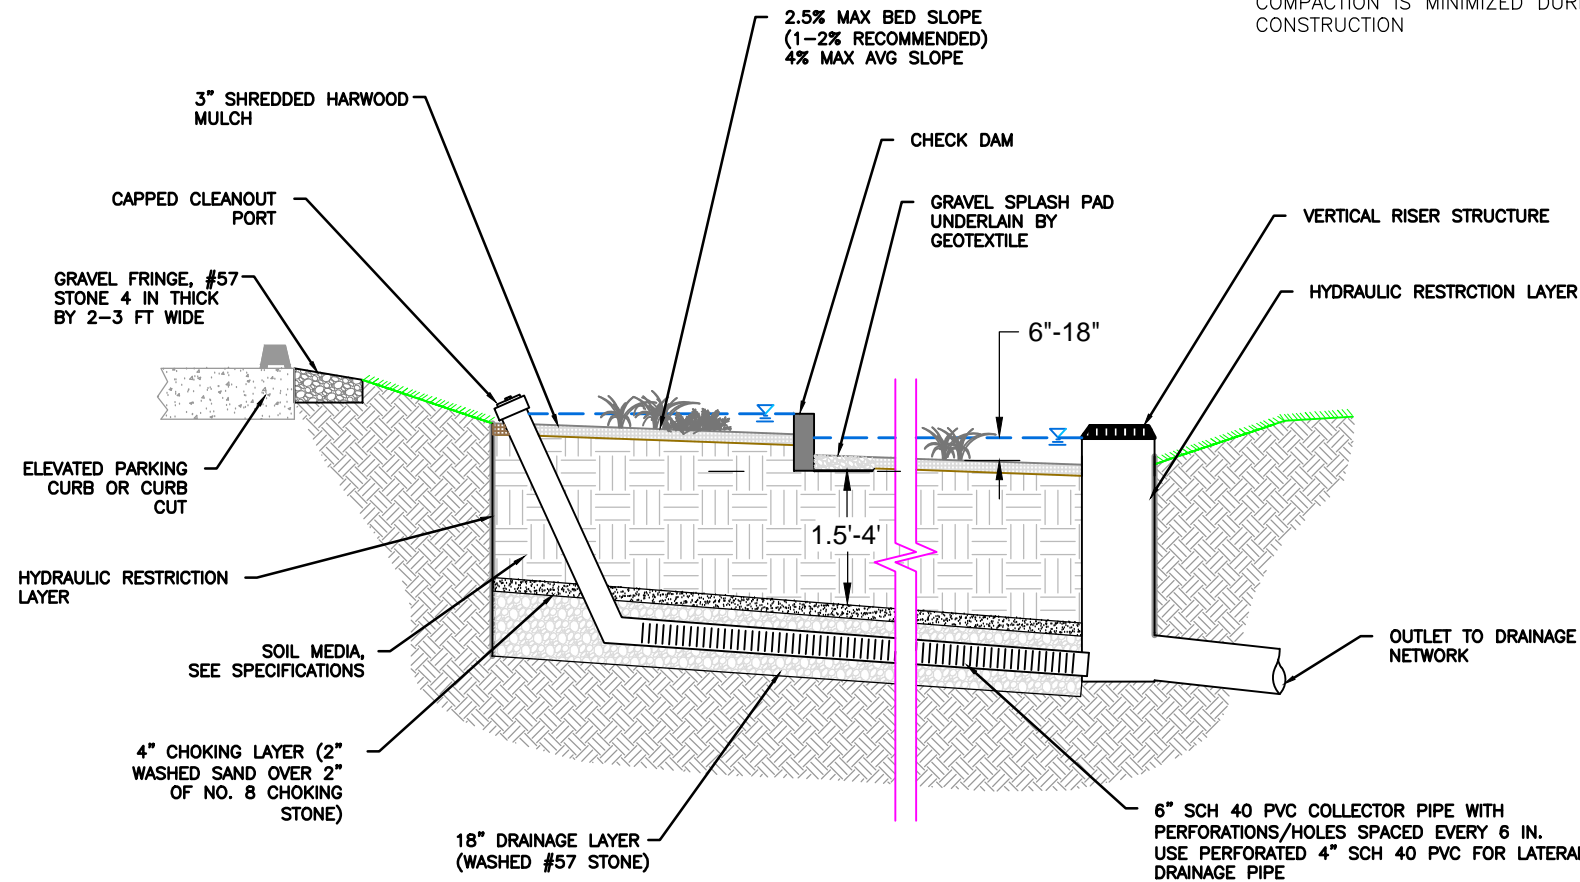 COMPACTION IS MINIMIZED
CONSTRUCTION
2.5% MAX BED SLOPE
(1-2% RECOMMENDED)
4% MAX AVG SLOPE
3" SHREDDED HARWOOD
MULCH
CHECK DAM
CAPPED CLEANOUT
PORT
GRAVEL SPLASH PAD
UNDERLAIN BY
GEOTEXTILE
VERTICAL RISER STRUCTURE
GRAVEL FRINGE, #57
STONE 4 IN THICK
BY 2-3 FT WIDE
HYDRAULIC RESTRCTION LAYER
6"-18"
ELEVATED PARKING
CURB OR CURB
CUT
1.5'-4'
HYDRAULIC RESTRICTION
LAYER
SOIL MEDIA,
SEE SPECIFICATIONS
OUTLET TO DRAINAGE
NETWORK
4" CHOKING LAYER (2"
WASHED SAND OVER 2"
OF NO. 8 CHOKING
STONE)
18" DRAINAGE LAYER
(WASHED #57 STONE)
6" SCH 40 PVC COLLECTOR PIPE WITH
PERFORATIONS/HOLES SPACED EVERY 6 IN.
USE PERFORATED 4" SCH 40 PVC FOR LATERAL
DRAINAGE PIPE